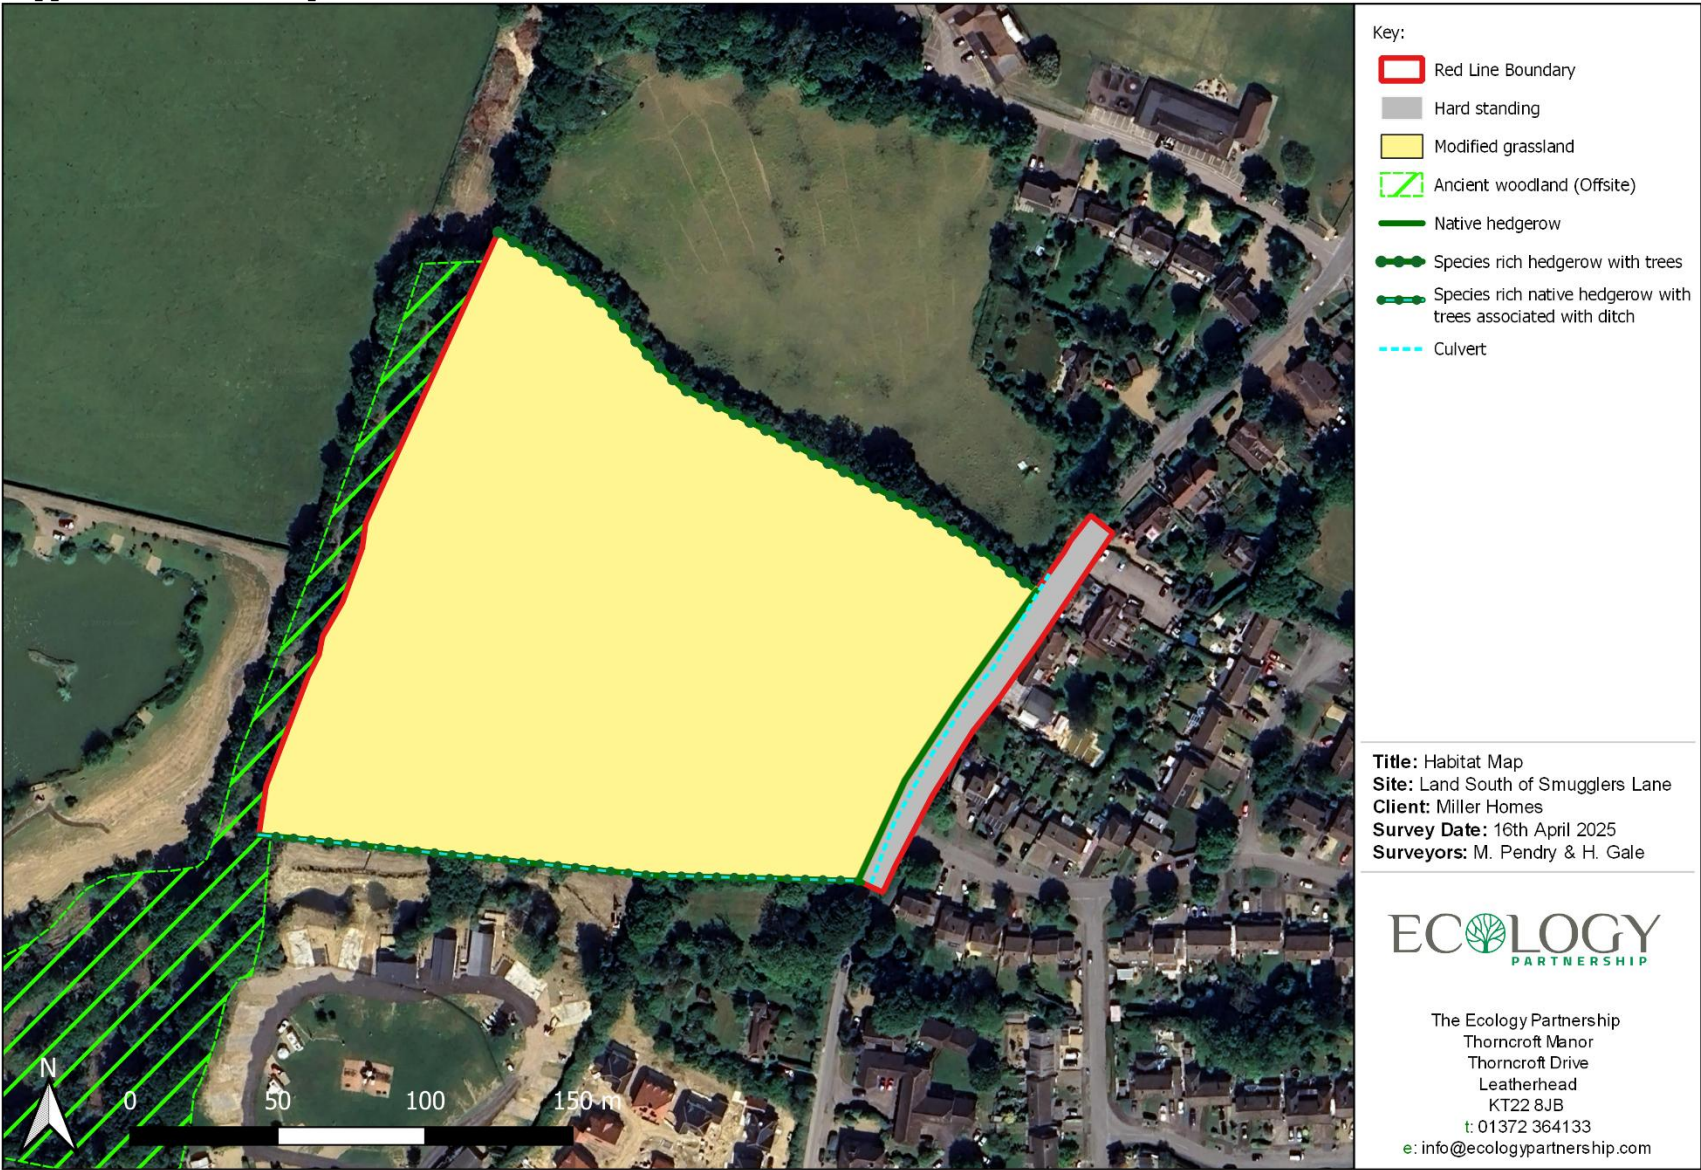 Key:
Red Line Boundary
Hard standing
Modified grassland
Ancient woodland (Offsite)
Native hedgerow
Species rich hedgerow with trees
Species rich native hedgerow with
trees associated with ditch
Culvert
Title: Habitat Map
Site: Land South of Smugglers Lane
Client: Miller Homes
Survey Date: 16th April 2025
Surveyors: M. Pendry & H. Gale
ECOLOGY
PARTNERSHIP
The Ecology Partnership
Thorncroft Manor
Thorncroft Drive
Leatherhead
KT22 8JB
t: 01372 364133
e: info@ecologypartnership.com
N
0 50 100 150 m